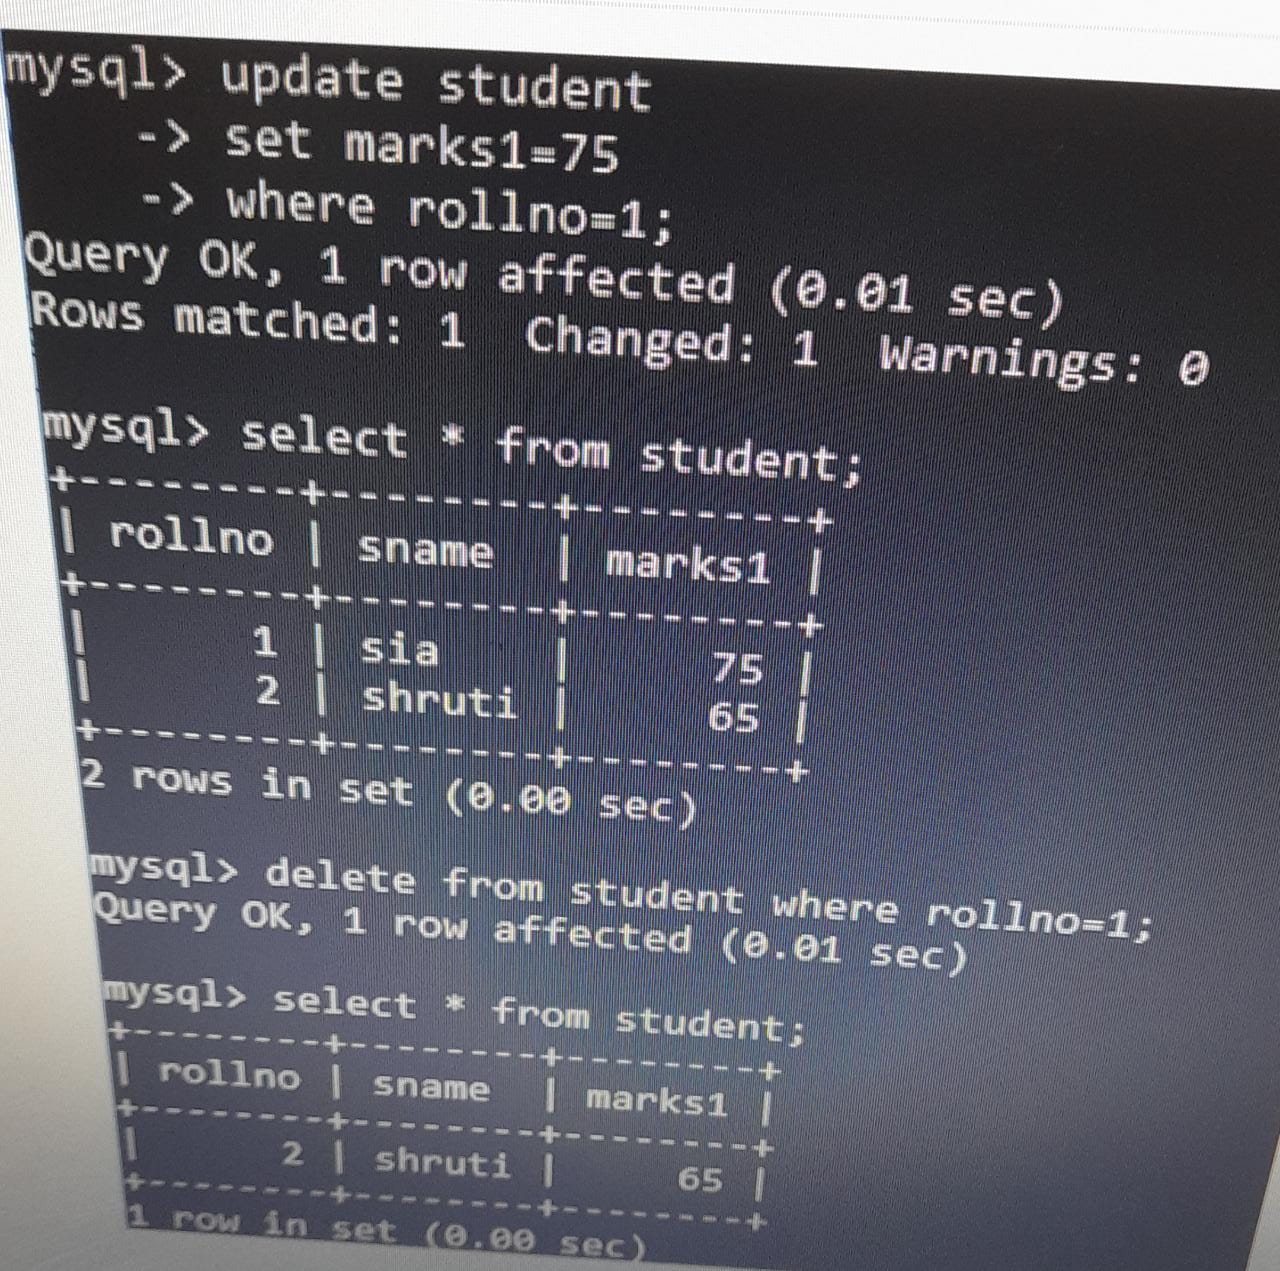 mysql> update student
    -> set marks1=75
    -> where rollno=1;
Query OK, 1 row affected (0.01 sec)
Rows matched: 1  Changed: 1  Warnings: 0
mysql> select * from student;
+--------+--------+--------+
| rollno | sname  | marks1 |
+--------+--------+--------+
|      1 | sia    |     75 |
|      2 | shruti |     65 |
+--------+--------+--------+
2 rows in set (0.00 sec)
mysql> delete from student where rollno=1;
Query OK, 1 row affected (0.01 sec)
mysql> select * from student;
+--------+--------+--------+
| rollno | sname  | marks1 |
+--------+--------+--------+
|      2 | shruti |     65 |
+--------+--------+--------+
1 row in set (0.00 sec)